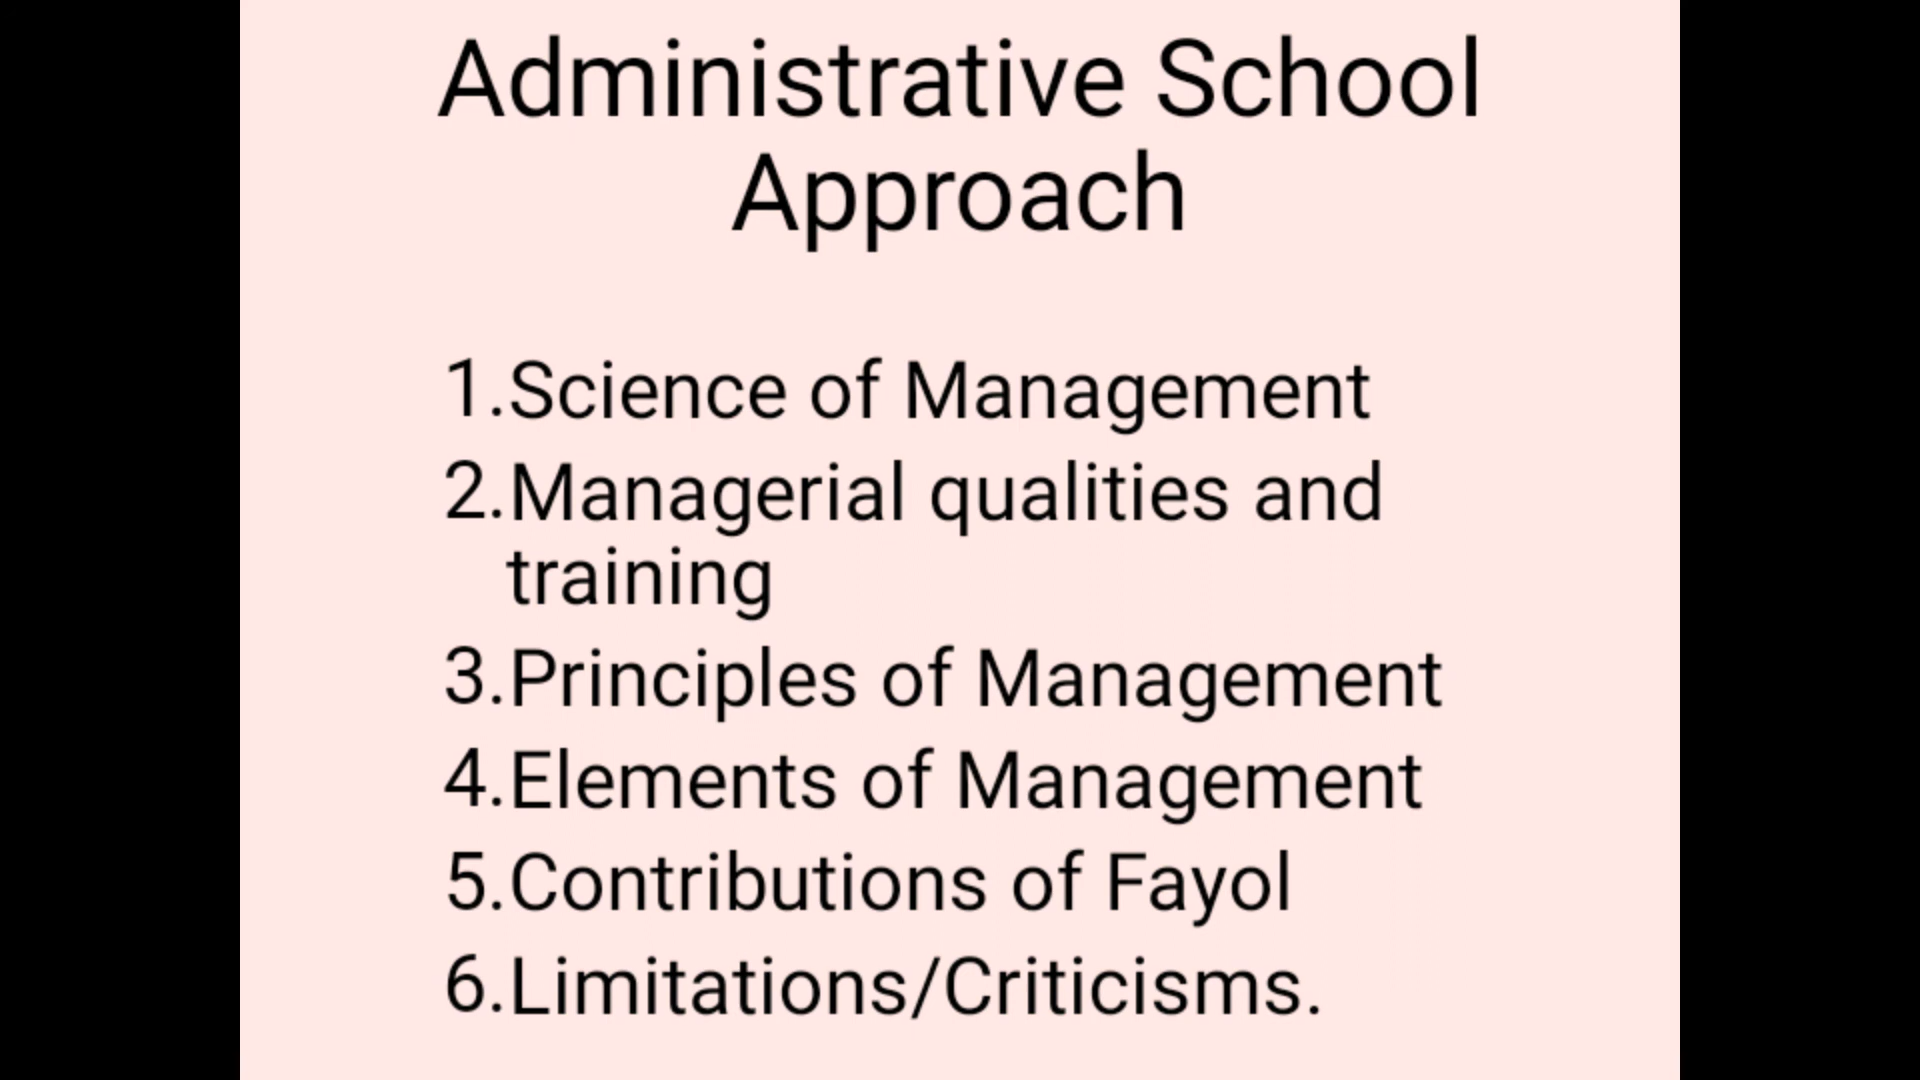 Administrative School
Approach
1.Science of Management
2.Managerial qualities and
training
3.Principles of Management
4.Elements of Management
5.Contributions of Fayol
6.Limitations/Criticisms.